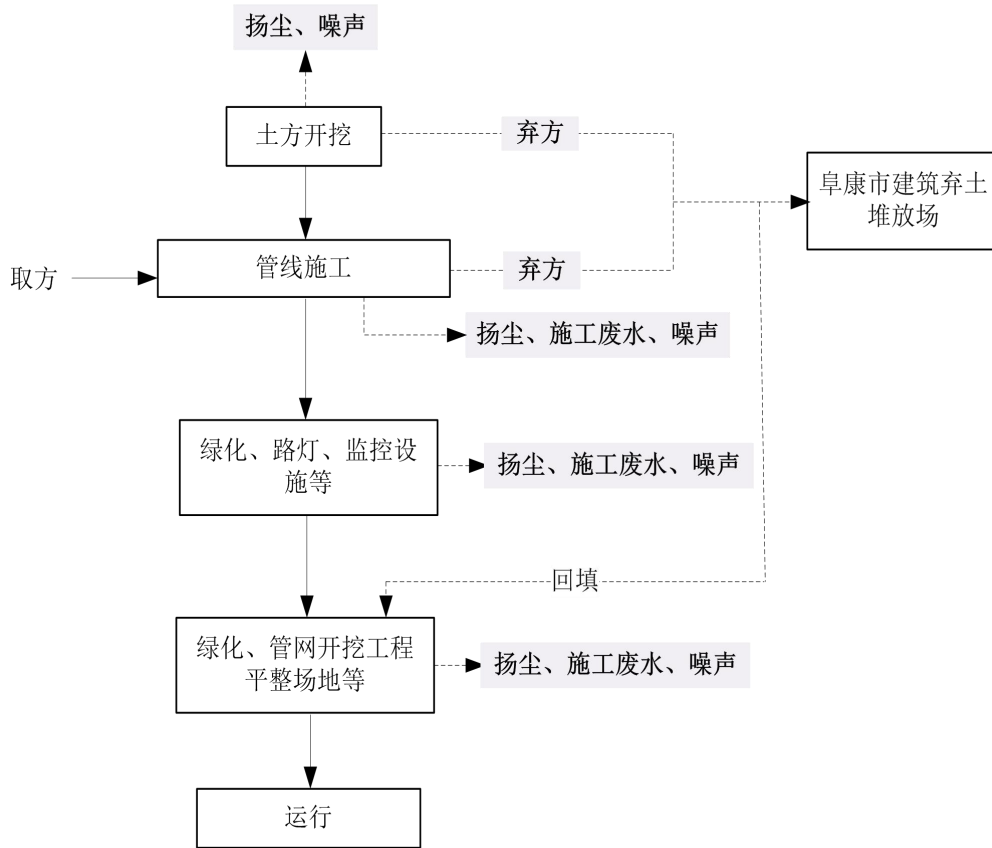 扬尘、噪声
土方开挖
弃方
阜康市建筑弃土
堆放场
取方
管线施工
弃方
扬尘、施工废水、噪声
绿化、路灯、监控设
施等
扬尘、施工废水、噪声
回填
绿化、管网开挖工程
平整场地等
扬尘、施工废水、噪声
运行